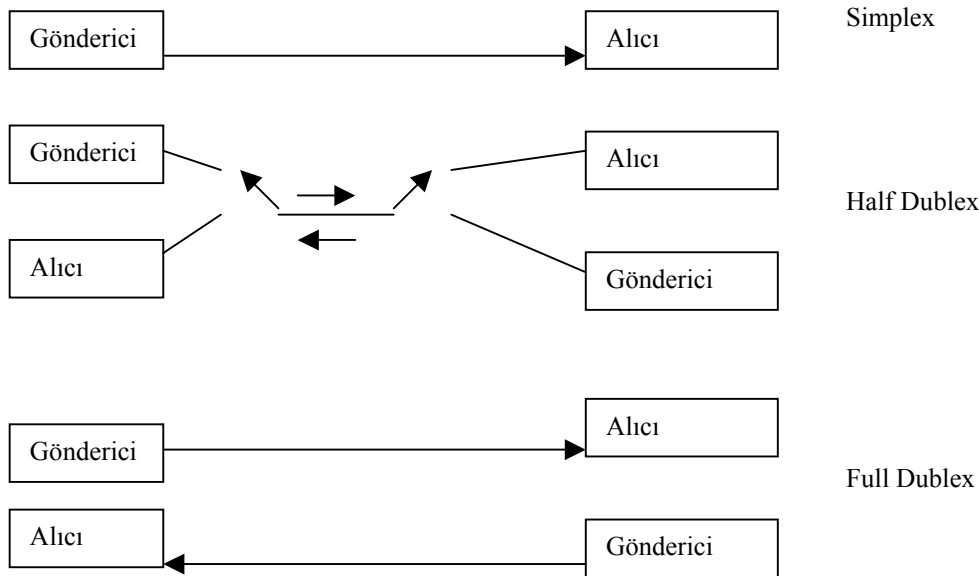 Simplex
Gönderici
Alıcı
Gönderici
Alıcı
Half Dublex
Alıcı
Gönderici
Alıcı
Gönderici
Full Dublex
Alıcı
Gönderici